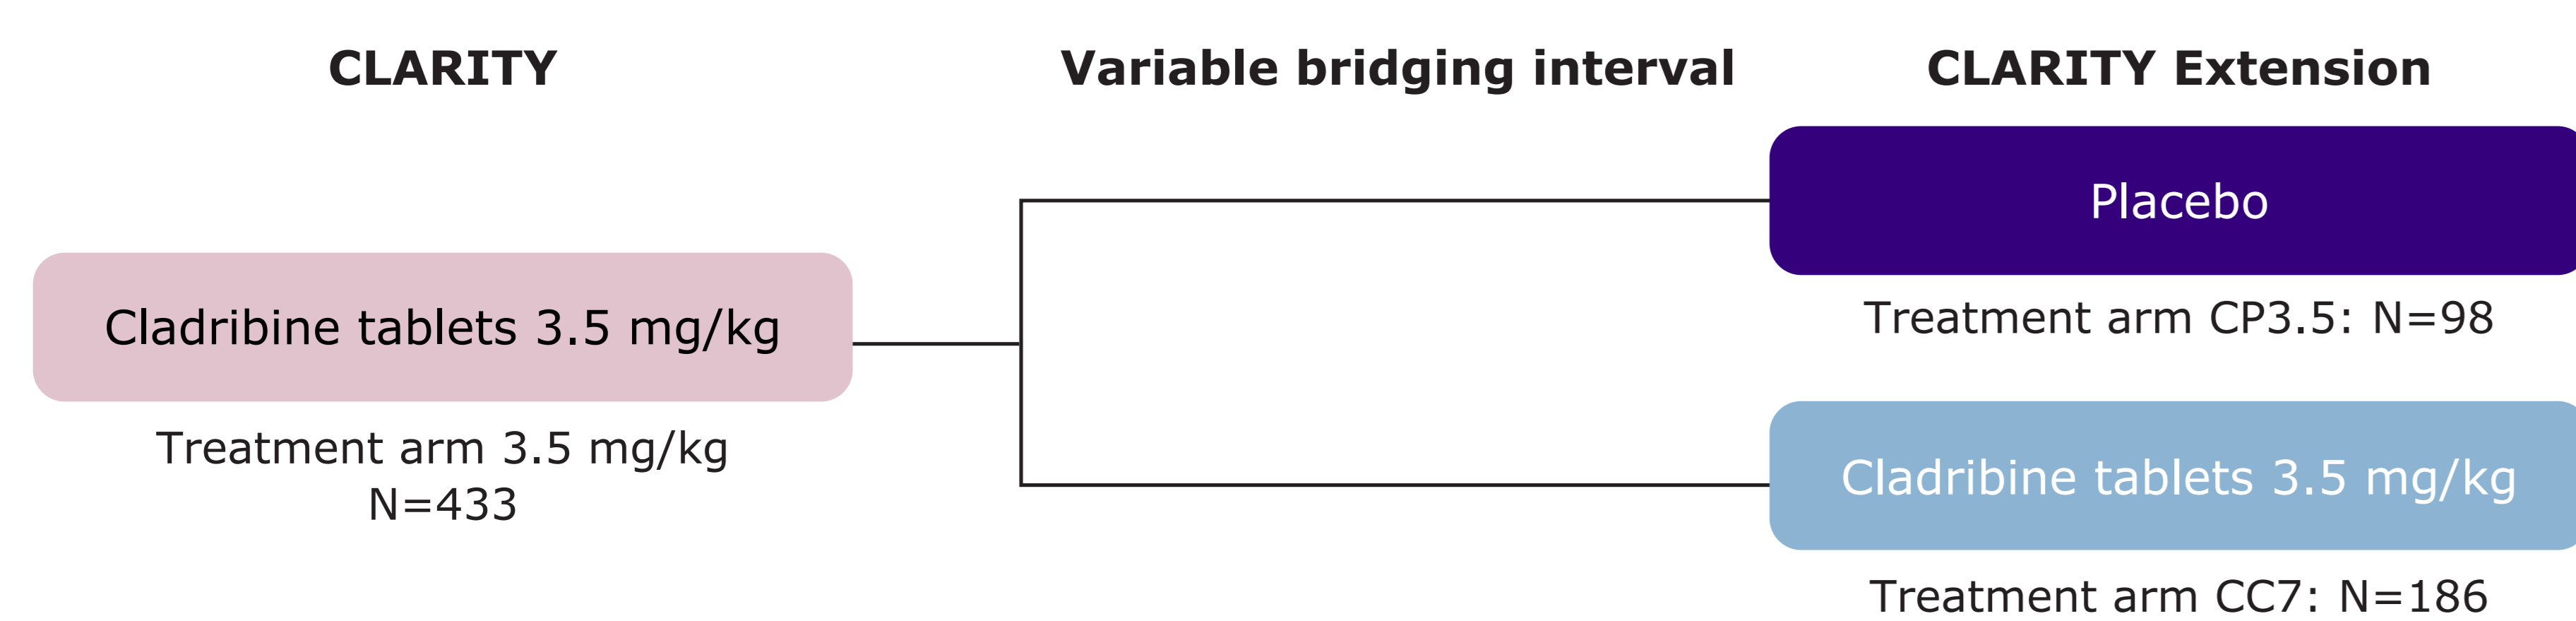 CLARITY
Variable bridging interval
CLARITY Extension
Placebo
Treatment arm CP3.5: N=98
Cladribine tablets 3.5 mg/kg
Treatment arm 3.5 mg/kg
N=433
Cladribine tablets 3.5 mg/kg
Treatment arm CC7: N=186